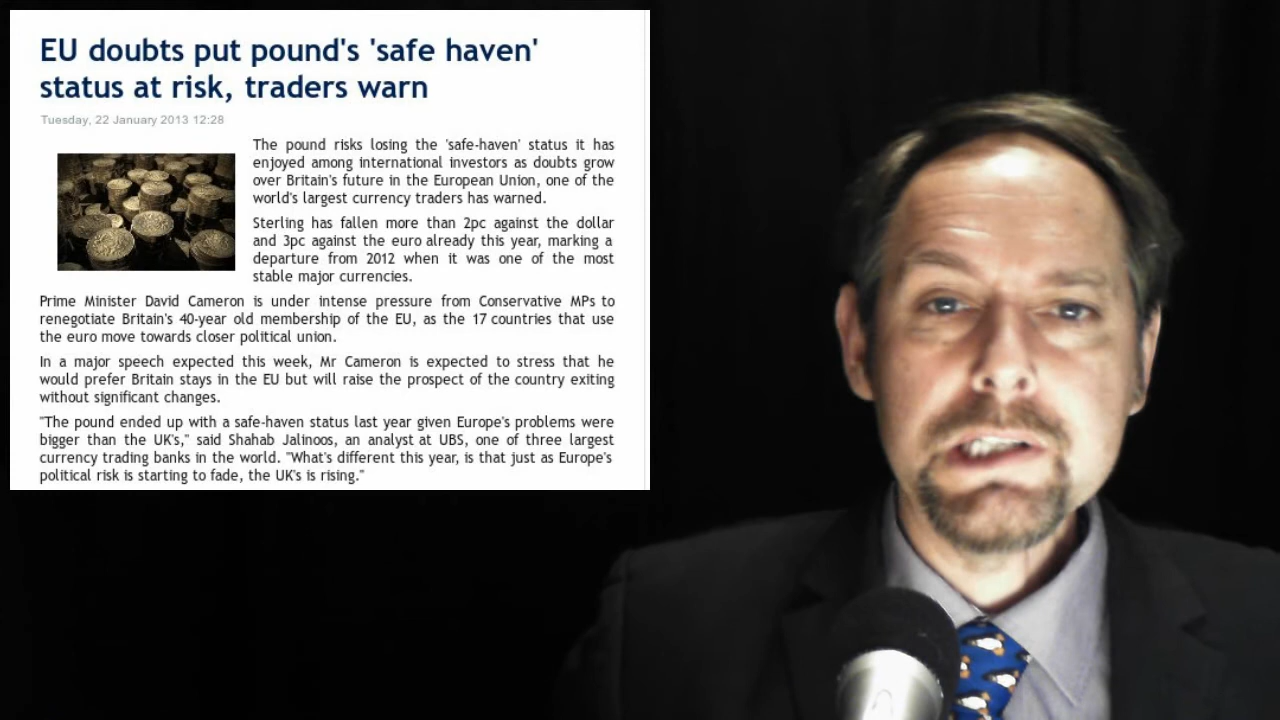 EU doubts put pound's 'safe haven'
status at risk, traders warn
Tuesday, 22 January 2013 12:28
The pound risks losing the 'safe-haven' status it has
enjoyed among international investors as doubts grow
over Britain's future in the European Union, one of the
world's largest currency traders has warned.
Sterling has fallen more than 2pc against the dollar
and 3pc against the euro already this year, marking a
departure from 2012 when it was one of the most
stable major currencies.
Prime Minister David Cameron is under intense pressure from Conservative MPs to
renegotiate Britain's 40-year old membership of the EU, as the 17 countries that use
the euro move towards closer political union.
In a major speech expected this week, Mr Cameron is expected to stress that he
would prefer Britain stays in the EU but will raise the prospect of the country exiting
without significant changes.
"The pound ended up with a safe-haven status last year given Europe's problems were
bigger than the UK's," said Shahab Jalinoos, an analyst at UBS, one of three largest
currency trading banks in the world. "What's different this year, is that just as Europe's
political risk is starting to fade, the UK's is rising."